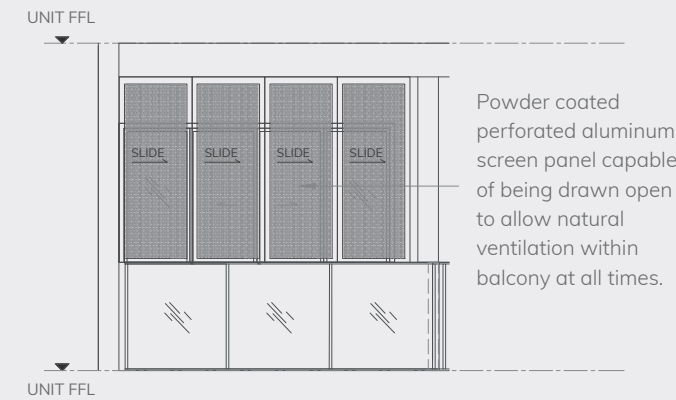 UNIT FFL
SLIDE SLIDE SLIDE SLIDE
Powder coated
perforated aluminum
screen panel capable
of being drawn open
to allow natural
ventilation within
balcony at all times.
UNIT FFL